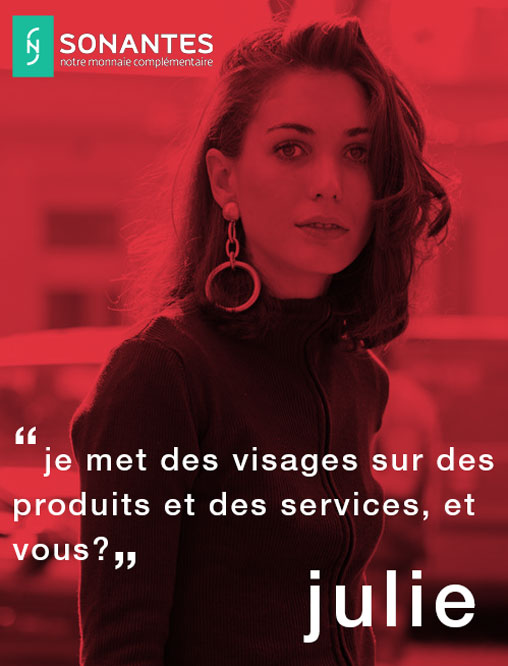 SONANTES
notre monnaie complémentaire
“ je met des visages sur des
produits et des services, et
vous? „
julie